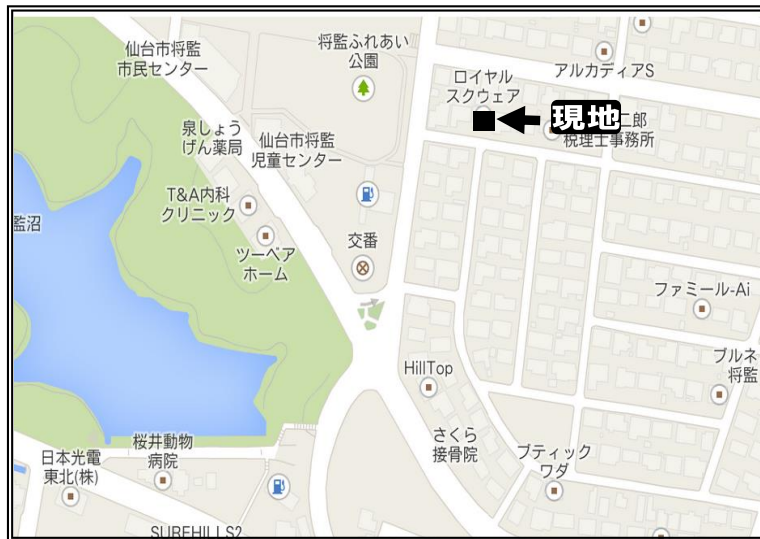 仙台市将監
市民センター
将監ふれあい
公園
ロイヤル
スクウェア
アルカディアS
現地
二郎
税理士事務所
泉しょう
げん薬局
仙台市将監
児童センター
T&A内科
クリニック
監沼
ツーベア
ホーム
交番
ファミール-Ai
ブルネ
将監
HillTop
さくら
接骨院
ブティック
ワダ
桜井動物
病院
日本光電
東北(株)
SUREHILLS2